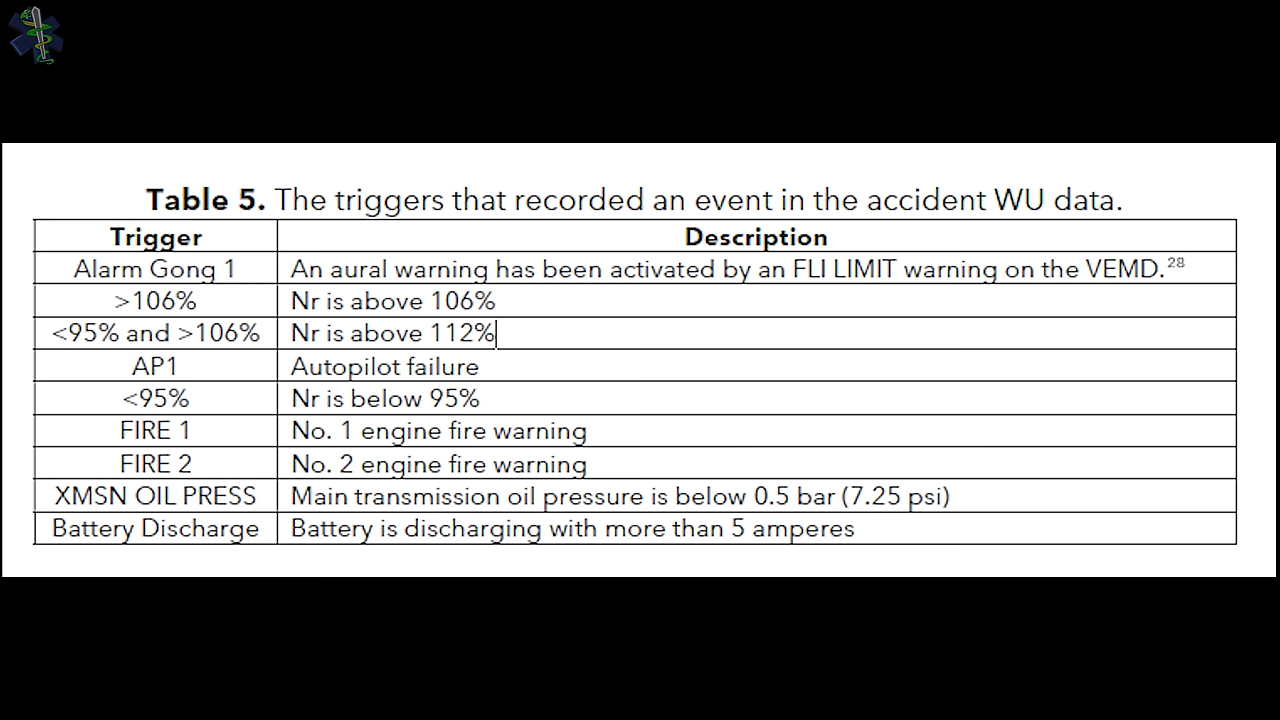 Table 5. The triggers that recorded an event in the accident WU data.
Trigger Description
Alarm Gong 1 An aural warning has been activated by an FLI LIMIT warning on the VEMD.²⁸
>106% Nr is above 106%
<95% and >106% Nr is above 112%
AP1 Autopilot failure
<95% Nr is below 95%
FIRE 1 No. 1 engine fire warning
FIRE 2 No. 2 engine fire warning
XMSN OIL PRESS Main transmission oil pressure is below 0.5 bar (7.25 psi)
Battery Discharge Battery is discharging with more than 5 amperes